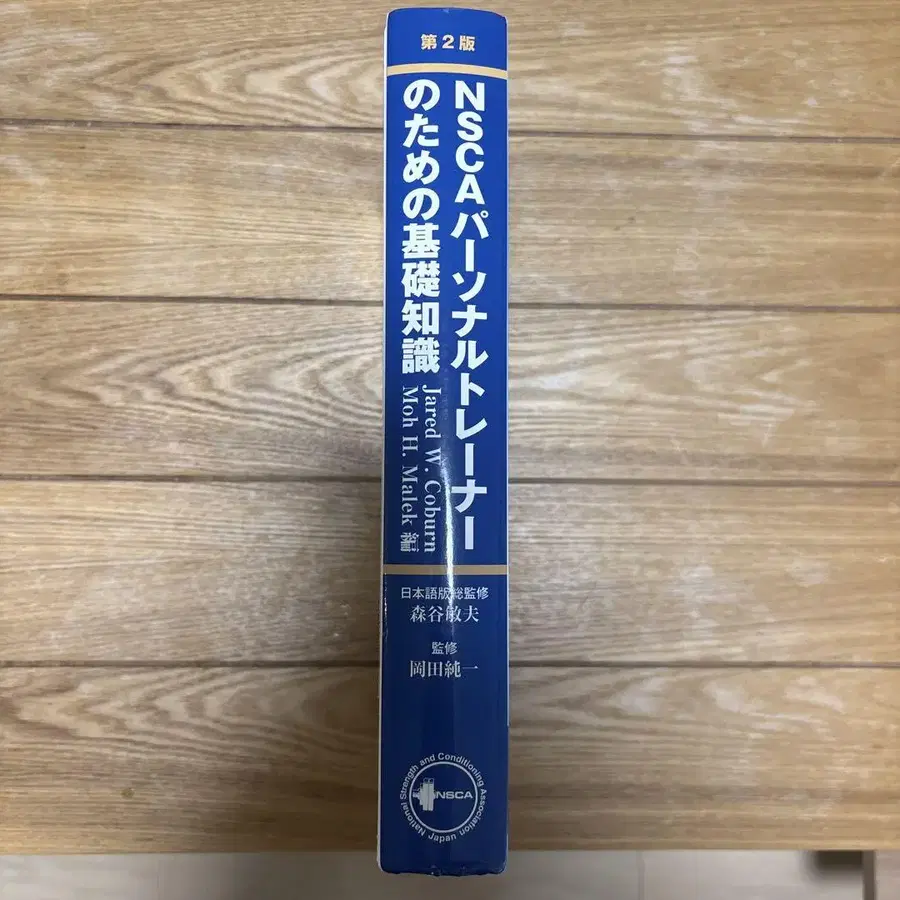 第2版
NSCAパーソナルトレーナー
のための基礎知識
Jared W. Coburn
Moh H. Malek 編
日本語版総監修
森谷敏夫
監修
岡田純一
National Strength and Conditioning Association Japan
NSCA